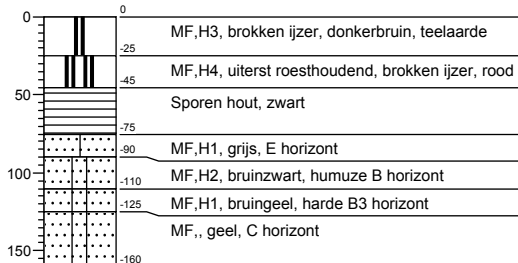 0
0
MF,H3, brokken ijzer, donkerbruin, teelaarde
-25
MF,H4, uiterst roesthoudend, brokken ijzer, rood
-45
50
Sporen hout, zwart
-75
MF,H1, grijs, E horizont
-90
100
MF,H2, bruinzwart, humuze B horizont
-110
MF,H1, bruingeel, harde B3 horizont
-125
MF,, geel, C horizont
150
-160